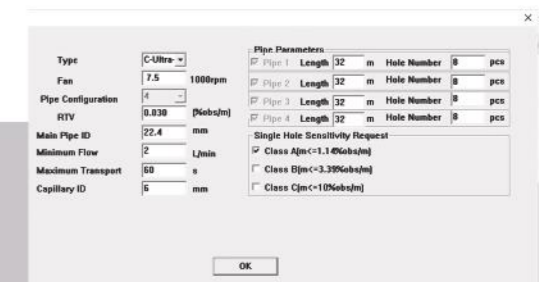 Type C-Ultra-
Fan 7.5 1000rpm
Pipe Configuration 4
RTV 0.030 (%obs/m)
Main Pipe ID 22.4 mm
Minimum Flow 2 L/min
Maximum Transport 60 s
Capillary ID 6 mm
Pipe Parameters
Pipe 1 Length 32 m Hole Number 8 pcs
Pipe 2 Length 32 m Hole Number 8 pcs
Pipe 3 Length 32 m Hole Number 8 pcs
Pipe 4 Length 32 m Hole Number 8 pcs
Single Hole Sensitivity Request
Class A(m<=1.14%obs/m)
Class B(m<=3.39%obs/m)
Class C(m<=10%obs/m)
OK